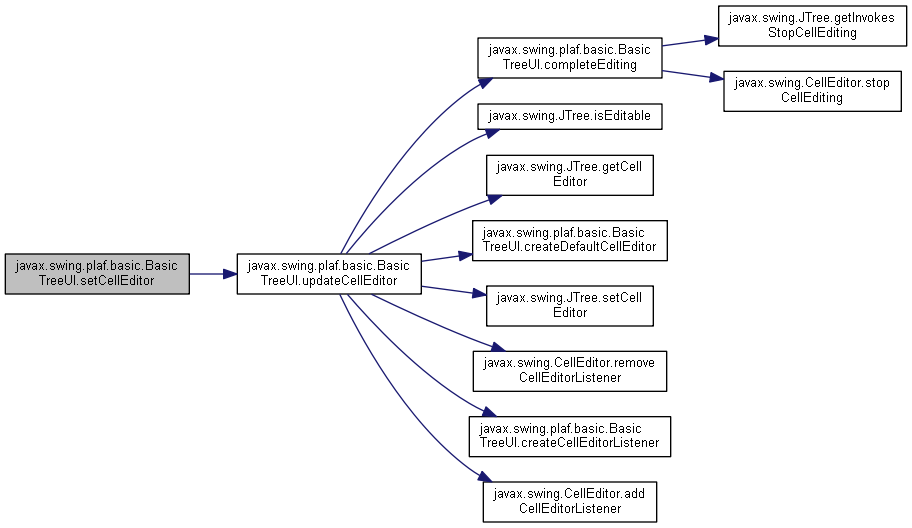 javax.swing.JTree.getInvokes
StopCellEditing
javax.swing.plaf.basic.Basic
TreeUI.completeEditing
javax.swing.CellEditor.stop
CellEditing
javax.swing.JTree.isEditable
javax.swing.JTree.getCell
Editor
javax.swing.plaf.basic.Basic
TreeUI.createDefaultCellEditor
javax.swing.plaf.basic.Basic
TreeUI.setCellEditor
javax.swing.plaf.basic.Basic
TreeUI.updateCellEditor
javax.swing.JTree.setCell
Editor
javax.swing.CellEditor.remove
CellEditorListener
javax.swing.plaf.basic.Basic
TreeUI.createCellEditorListener
javax.swing.CellEditor.add
CellEditorListener